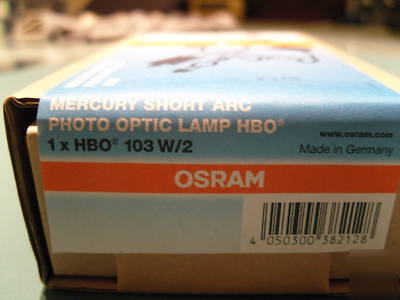 MERCURY SHORT ARC
PHOTO OPTIC LAMP HBO®
www.osram.com
1 x HBO® 103 W/2
Made in Germany
OSRAM
4 050300 382128